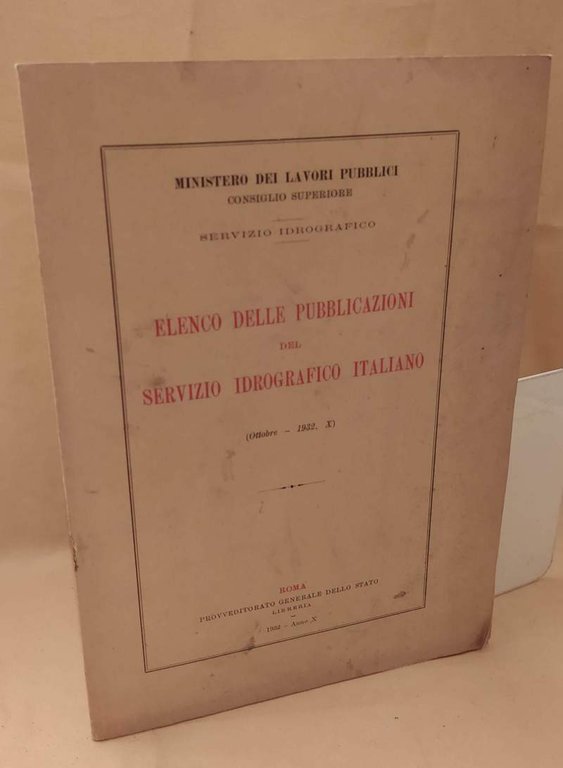 MINISTERO DEI LAVORI PUBBLICI
CONSIGLIO SUPERIORE
SERVIZIO IDROGRAFICO
ELENCO DELLE PUBBLICAZIONI
DEL
SERVIZIO IDROGRAFICO ITALIANO
(Ottobre – 1932. X)
ROMA
PROVVEDITORATO GENERALE DELLO STATO
LIBRERIA
1932 – Anno X